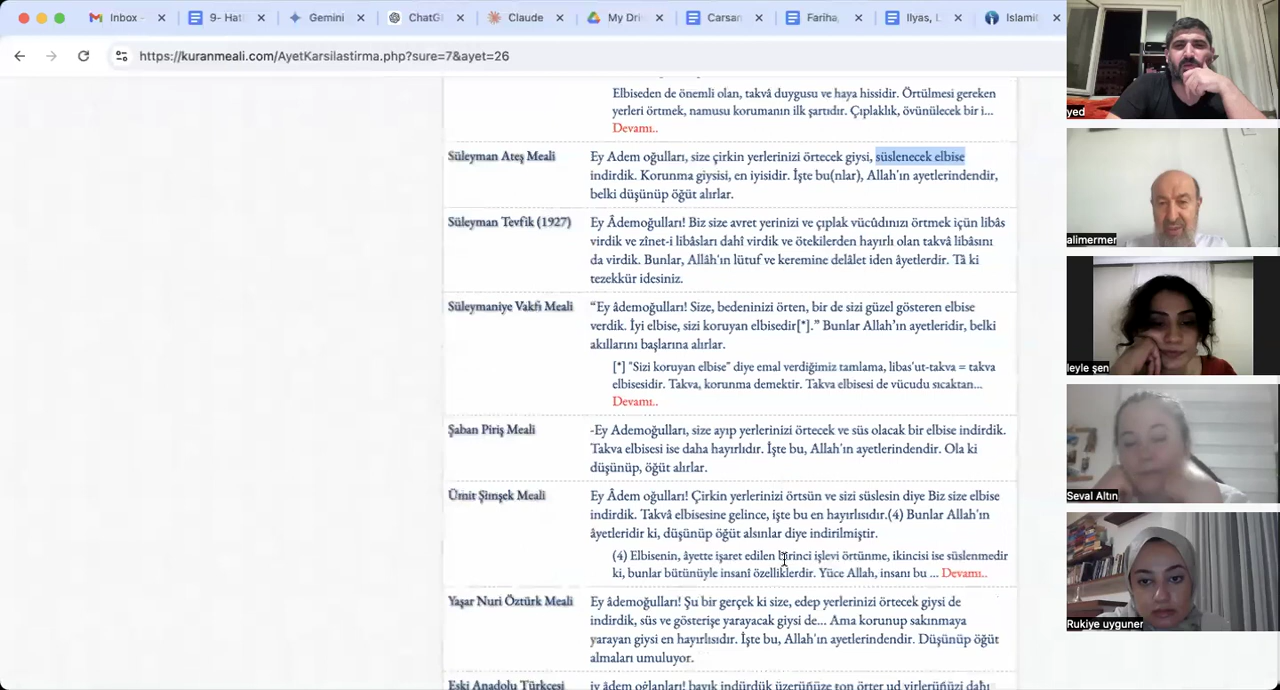 Inbox -
9- Hat
Gemini
ChatG
Claude
My Dri
Carsan
Fariha,
Ilyas, L
Islamit
https://kuranmeali.com/AyetKarsilastirma.php?sure=7&ayet=26
Elbiseden de önemli olan, takvâ duygusu ve haya hissidir. Örtülmesi gereken
yerleri örtmek, namusu korumanın ilk şartıdır. Çıplaklık, övünülecek bir i...
Devamı..
Süleyman Ateş Meali
Ey Adem oğulları, size çirkin yerlerinizi örtecek giysi, süslenecek elbise
indirdik. Korunma giysisi, en iyisidir. İşte bu(nlar), Allah'ın ayetlerindendir,
belki düşünüp öğüt alırlar.
Süleyman Tevfik (1927)
Ey Âdemoğulları! Biz size avret yerinizi ve çıplak vücûdınızı örtmek içün libâs
virdik ve zînet-i libâsları dahî virdik ve ötekilerden hayırlı olan takvâ libâsını
da virdik. Bunlar, Allâh'ın lütuf ve keremine delâlet iden âyetlerdir. Tâ ki
tezekkür idesiniz.
Süleymaniye Vakfı Meali
“Ey âdemoğulları! Size, bedeninizi örten, bir de sizi güzel gösteren elbise
verdik. İyi elbise, sizi koruyan elbisedir[*].” Bunlar Allah’ın ayetleridir, belki
akıllarını başlarına alırlar.
[*] "Sizi koruyan elbise" diye emal verdiğimiz tamlama, libas'ut-takva = takva
elbisesidir. Takva, korunma demektir. Takva elbisesi de vücudu sıcaktan...
Devamı..
Şaban Piriş Meali
-Ey Ademoğulları, size ayıp yerlerinizi örtecek ve süs olacak bir elbise indirdik.
Takva elbisesi ise daha hayırlıdır. İşte bu, Allah'ın ayetlerindendir. Ola ki
düşünüp, öğüt alırlar.
Ümit Şimşek Meali
Ey Âdem oğulları! Çirkin yerlerinizi örtsün ve sizi süslesin diye Biz size elbise
indirdik. Takvâ elbisesine gelince, işte bu en hayırlısıdır.(4) Bunlar Allah'ın
âyetleridir ki, düşünüp öğüt alsınlar diye indirilmiştir.
(4) Elbisenin, âyette işaret edilen birinci işlevi örtünme, ikincisi ise süslenmedir
ki, bunlar bütünüyle insanî özelliklerdir. Yüce Allah, insanı bu ... Devamı..
Yaşar Nuri Öztürk Meali
Ey âdemoğulları! Şu bir gerçek ki size, edep yerlerinizi örtecek giysi de
indirdik, süs ve gösterişe yarayacak giysi de... Ama korunup sakınmaya
yarayan giysi en hayırlısıdır. İşte bu, Allah'ın ayetlerindendir. Düşünüp öğüt
almaları umuluyor.
Eski Anadolu Türkçesi
iy âdem oġlanları! bayık indürdük üzerüñüze ton örter ud yirlerüñüzi daḫı
yed
alimermer
leyle şen
Seval Altın
Rukiye uyguner